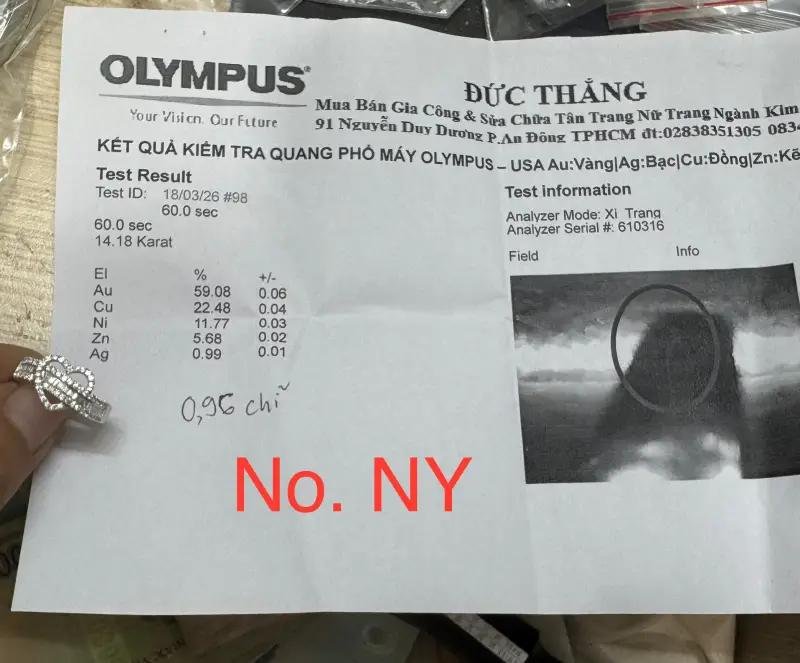 OLYMPUS®
Your Vision, Our Future
ĐỨC THẮNG
Mua Bán Gia Công & Sửa Chữa Tân Trang Nữ Trang Ngành Kim
91 Nguyễn Duy Dương P.An Đông TPHCM đt:02838351305 083
KẾT QUẢ KIỂM TRA QUANG PHỔ MÁY OLYMPUS – USA Au:Vàng|Ag:Bạc|Cu:Đồng|Zn:Kẽ
Test Result
Test ID: 18/03/26 #98
60.0 sec
60.0 sec
14.18 Karat
El % +/-
Au 59.08 0.06
Cu 22.48 0.04
Ni 11.77 0.03
Zn 5.68 0.02
Ag 0.99 0.01
Test information
Analyzer Mode: Xi Trang
Analyzer Serial #: 610316
Field Info
0,96 chỉ
No. NY